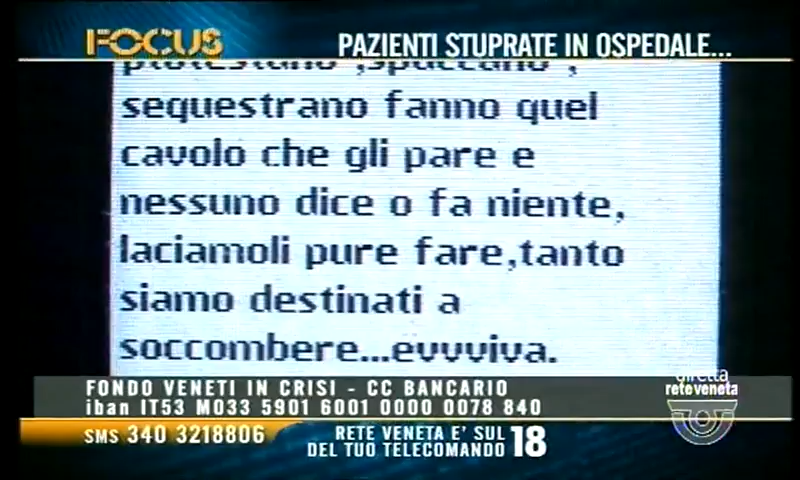 FOCUS
PAZIENTI STUPRATE IN OSPEDALE...
protestano ,spaccano ,
sequestrano fanno quel
cavolo che gli pare e
nessuno dice o fa niente,
laciamoli pure fare,tanto
siamo destinati a
soccombere...evvviva.
diretta
reteveneta
FONDO VENETI IN CRISI - CC BANCARIO
iban IT53 M033 5901 6001 0000 0078 840
SMS 340 3218806
RETE VENETA E' SUL
DEL TUO TELECOMANDO 18